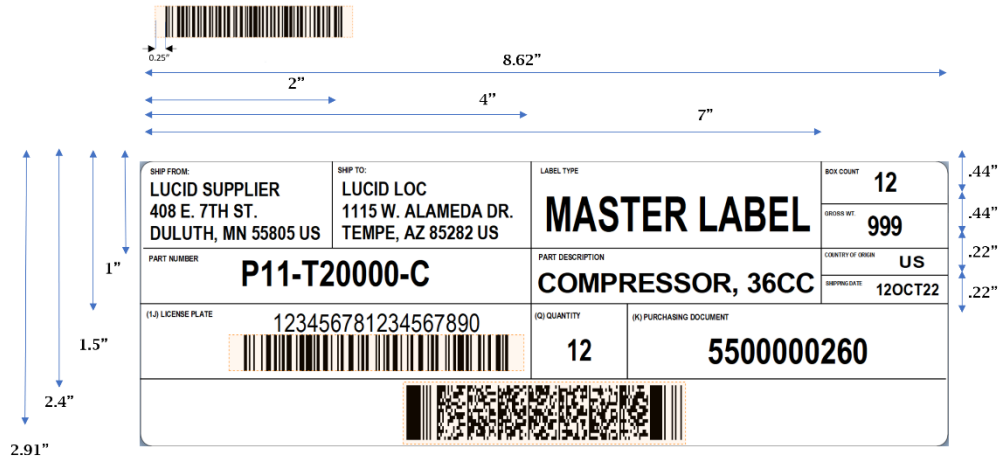 0.25"
8.62”
2”
4”
7”
1”
1.5”
2.4”
2.91”
.44”
.44”
.22”
.22”
SHIP FROM:
LUCID SUPPLIER
408 E. 7TH ST.
DULUTH, MN 55805 US
SHIP TO:
LUCID LOC
1115 W. ALAMEDA DR.
TEMPE, AZ 85282 US
LABEL TYPE
MASTER LABEL
BOX COUNT
12
GROSS WT.
999
PART NUMBER
P11-T20000-C
PART DESCRIPTION
COMPRESSOR, 36CC
COUNTRY OF ORIGIN
US
SHIPPING DATE
12OCT22
(1J) LICENSE PLATE
123456781234567890
(Q) QUANTITY
12
(K) PURCHASING DOCUMENT
5500000260